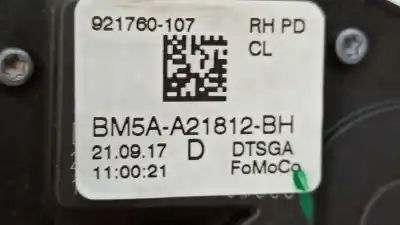 921760-107 RH PD
CL
BM5A-A21812-BH
21.09.17 D DTSGA
11:00:21 FoMoCo